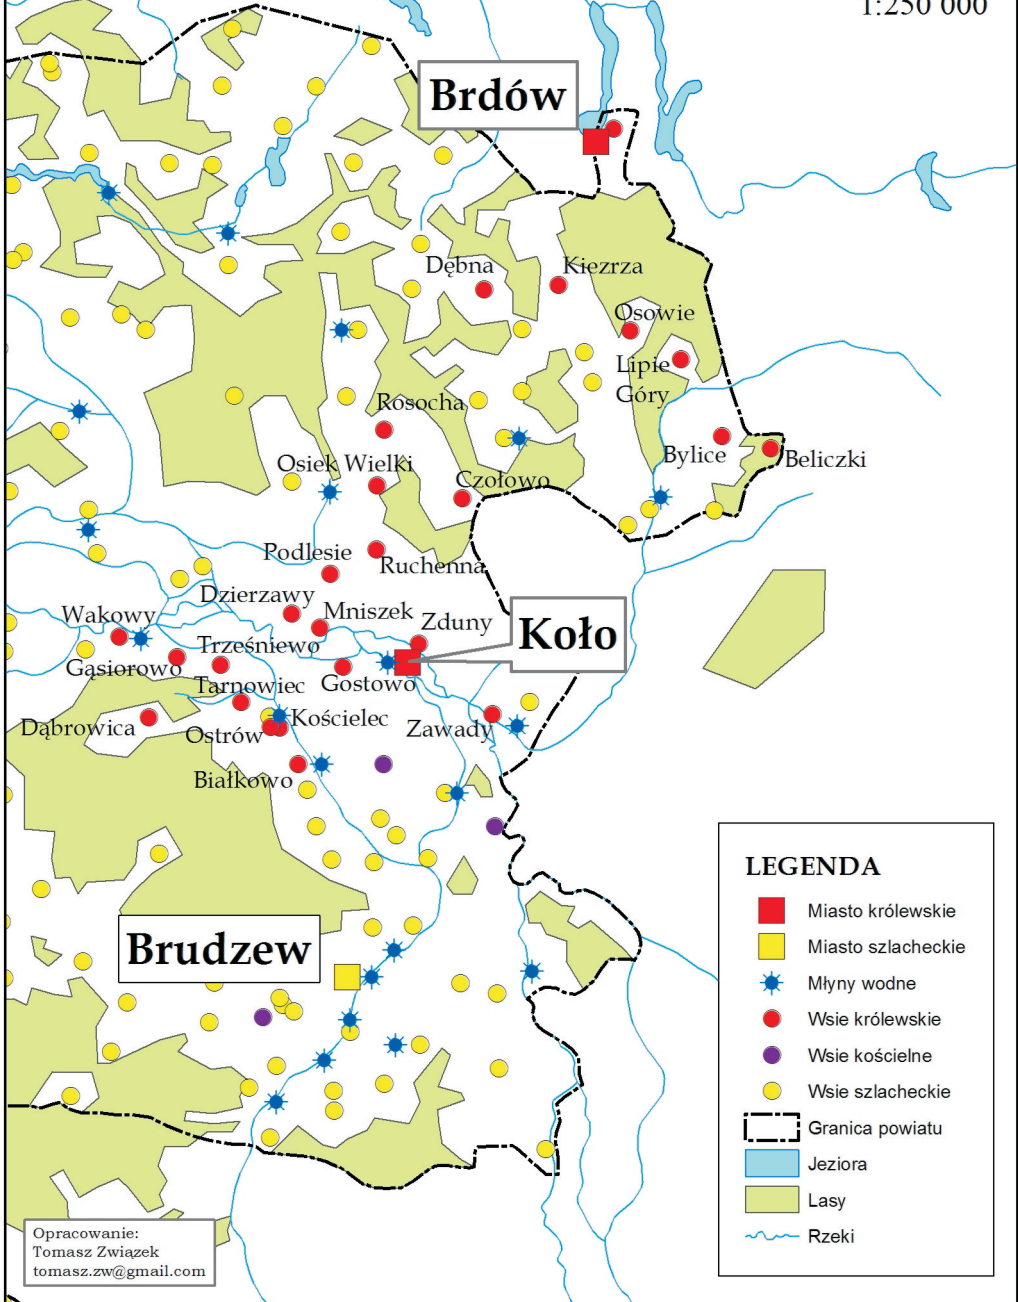 1:250 000
Brdów
Dębna
Kiezrza
Osowie
Lipie
Góry
Rosocha
Bylice
Beliczki
Osiek Wielki
Czołowo
Podlesie
Ruchenna
Dzierzawy
Mniszek
Zduny
Koło
Wakowy
Trześniewo
Gąsiorowo
Tarnowiec
Gostowo
Dąbrowica
Ostrów
Kościelec
Zawady
Białkowo
Brudzew
LEGENDA
Miasto królewskie
Miasto szlacheckie
Młyny wodne
Wsie królewskie
Wsie kościelne
Wsie szlacheckie
Granica powiatu
Jeziora
Lasy
Rzeki
Opracowanie:
Tomasz Związek
tomasz.zw@gmail.com